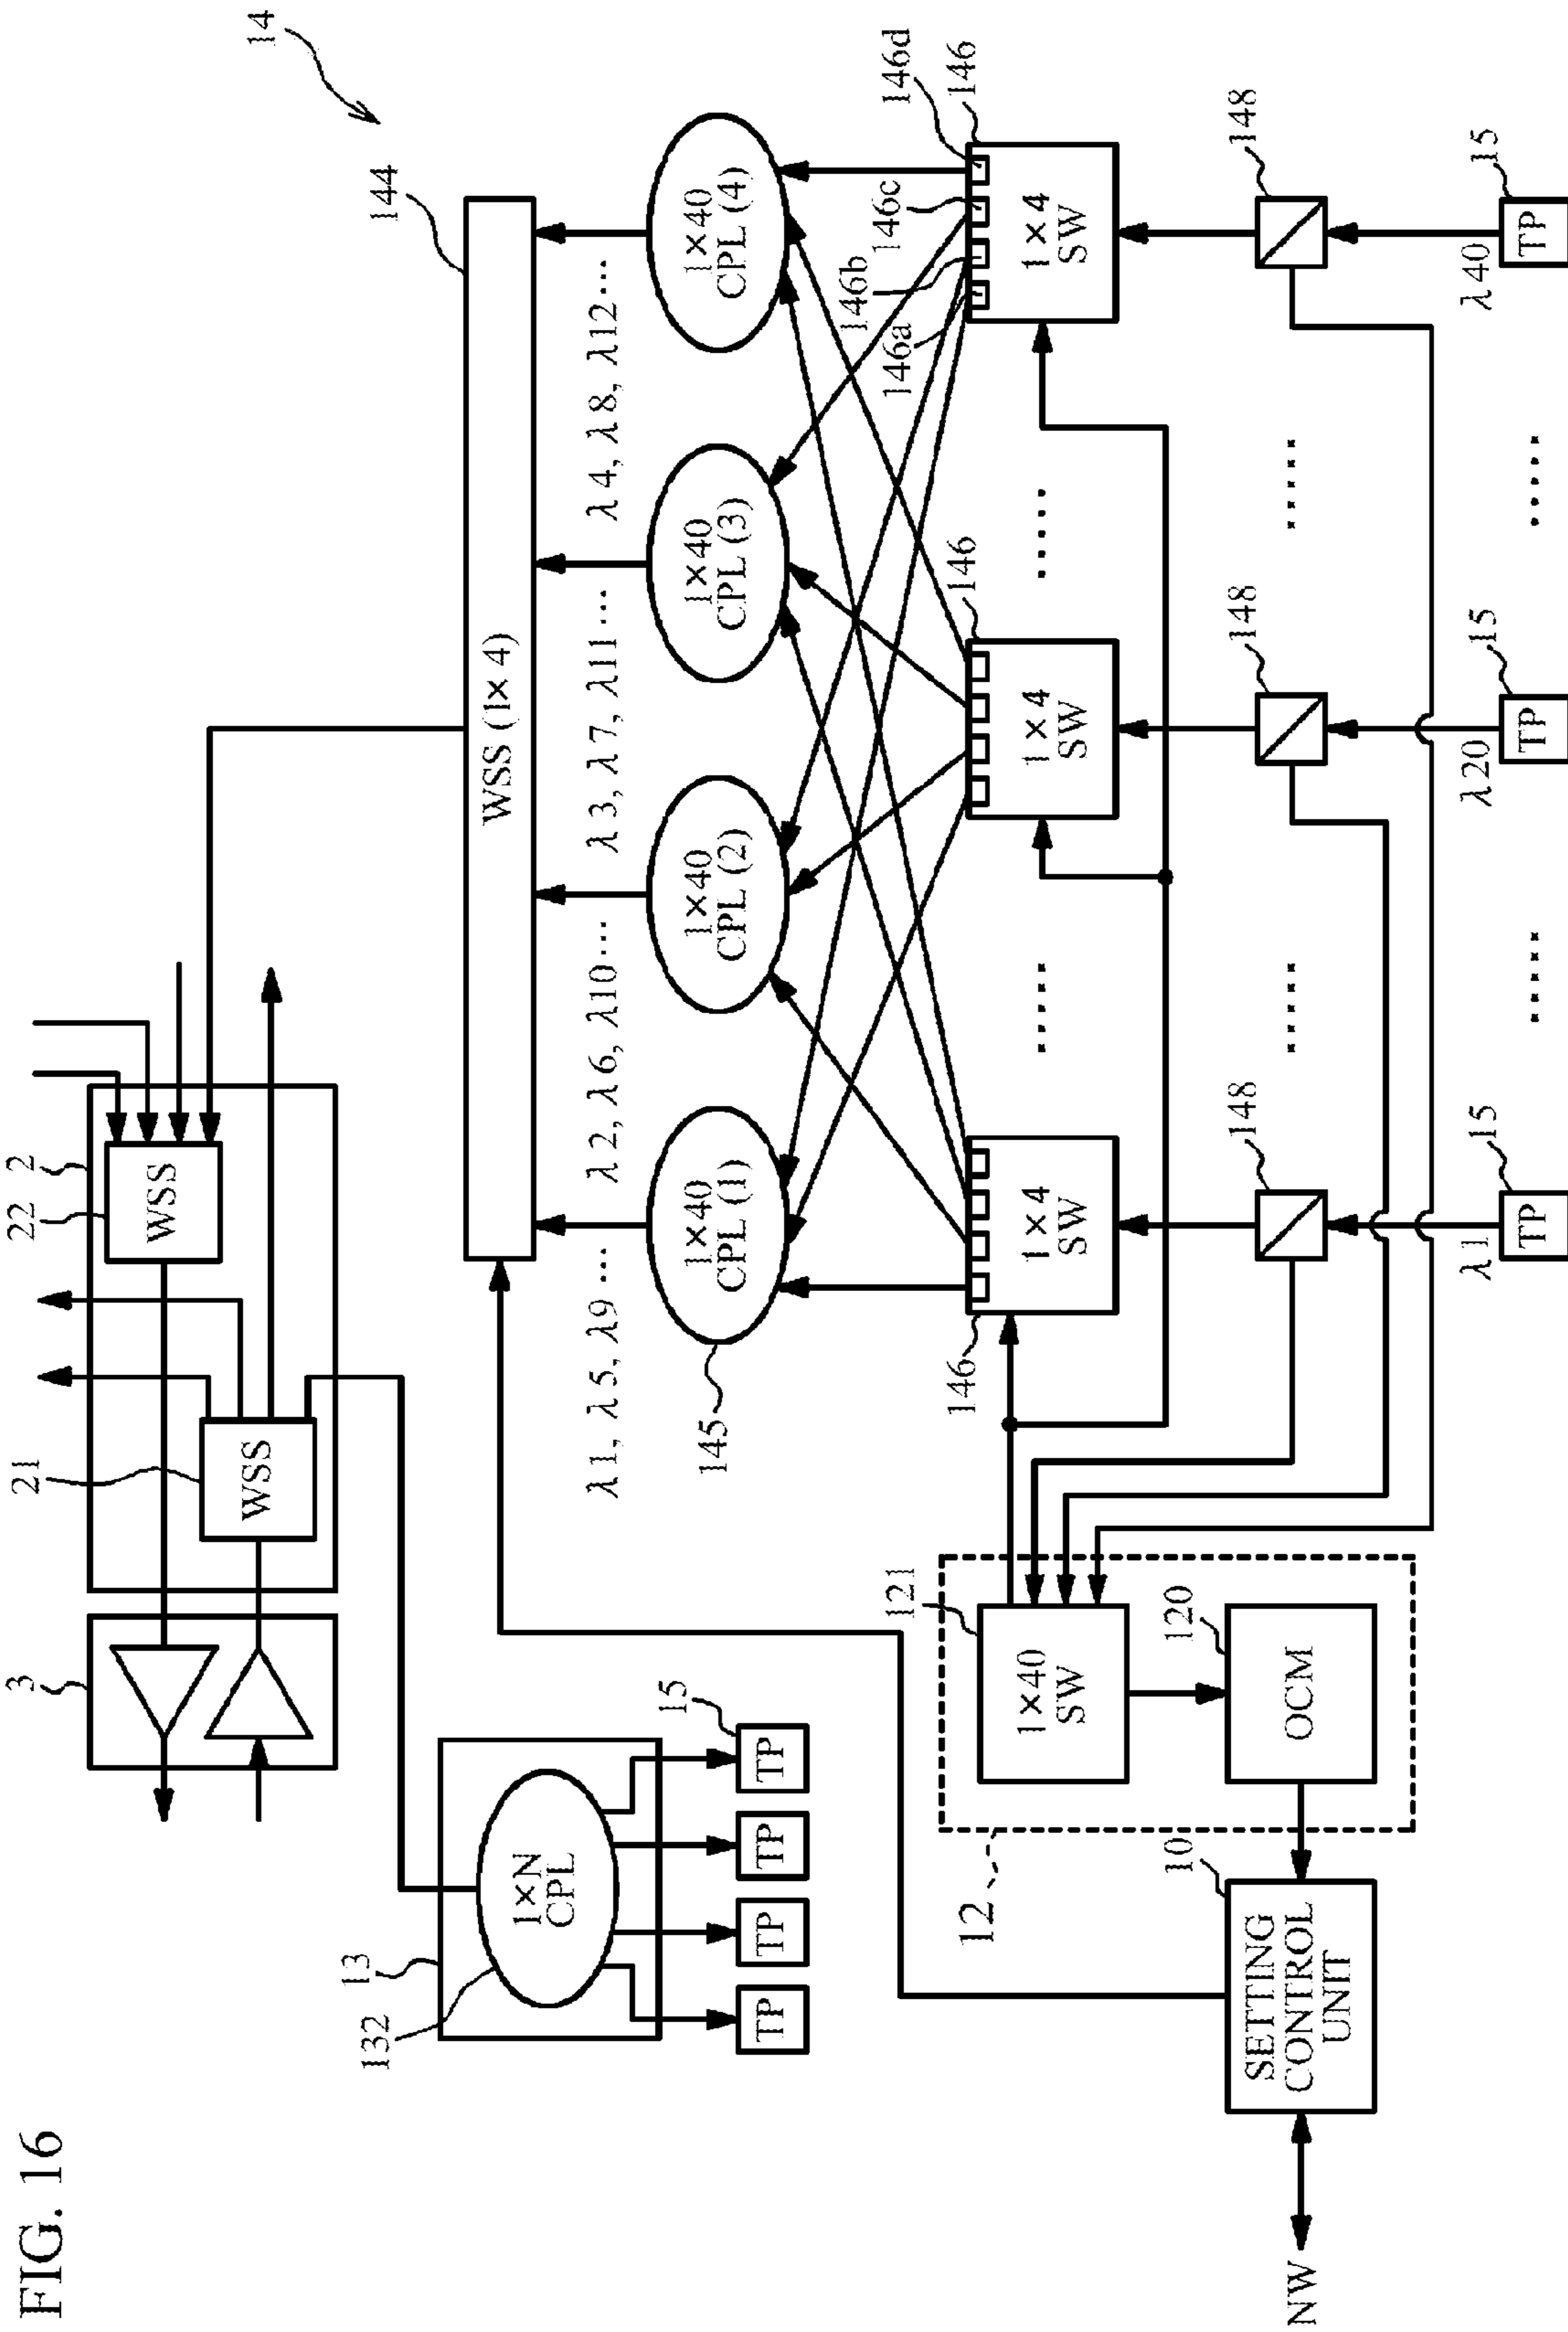 FIG. 16
14
3
2
22
21
WSS
WSS
144
WSS (1×4)
13
132
1×N
CPL
15
TP
TP
TP
TP
λ1, λ5, λ9 ···
λ2, λ6, λ10 ···
λ3, λ7, λ11 ···
λ4, λ8, λ12 ···
145
1×40
CPL (1)
1×40
CPL (2)
1×40
CPL (3)
1×40
CPL (4)
146a
146b
146c
146d
146
146
146
1×4
SW
1×4
SW
1×4
SW
·····
·····
12
121
1×40
SW
120
OCM
10
SETTING
CONTROL
UNIT
NW
148
148
148
·····
·····
λ1
15
TP
λ20
15
TP
λ40
15
TP
·····
·····